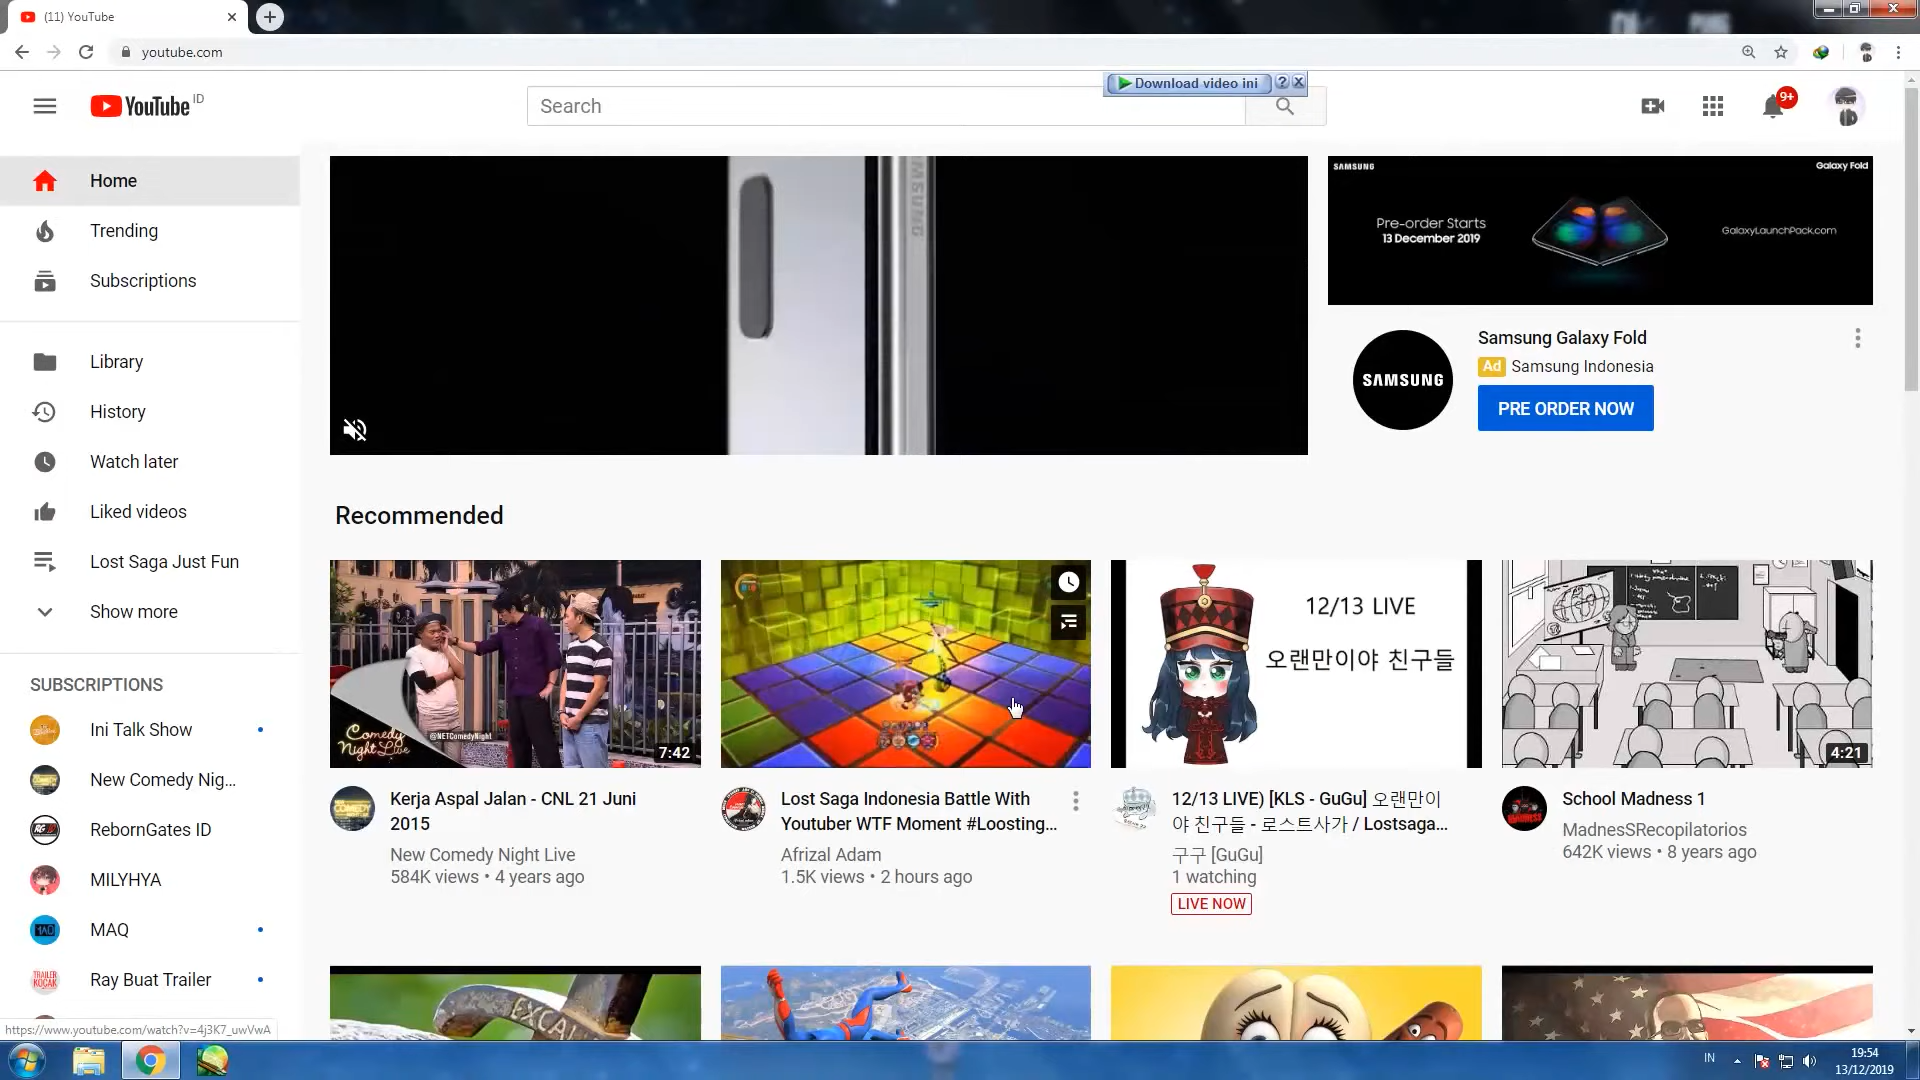 (11) YouTube
youtube.com
Download video ini
YouTube ID
Search
9+
Home
Trending
Subscriptions
Library
History
Watch later
Liked videos
Lost Saga Just Fun
Show more
SUBSCRIPTIONS
Ini Talk Show
New Comedy Nig...
RebornGates ID
MILYHYA
MAQ
Ray Buat Trailer
SAMSUNG
SAMSUNG
Galaxy Fold
Pre-order Starts
13 December 2019
GalaxyLaunchPack.com
SAMSUNG
Samsung Galaxy Fold
Ad Samsung Indonesia
PRE ORDER NOW
Recommended
Comedy
Night Live
@NETComedyNight
7:42
Kerja Aspal Jalan - CNL 21 Juni
2015
New Comedy Night Live
584K views • 4 years ago
Lost Saga Indonesia Battle With
Youtuber WTF Moment #Loosting...
Afrizal Adam
1.5K views • 2 hours ago
12/13 LIVE
오랜만이야 친구들
12/13 LIVE) [KLS - GuGu] 오랜만이
야 친구들 - 로스트사가 / Lostsaga...
구구 [GuGu]
1 watching
LIVE NOW
4:21
School Madness 1
MadnesSRecopilatorios
642K views • 8 years ago
EXCAL
https://www.youtube.com/watch?v=4j3K7_uwVwA
IN
19:54
13/12/2019